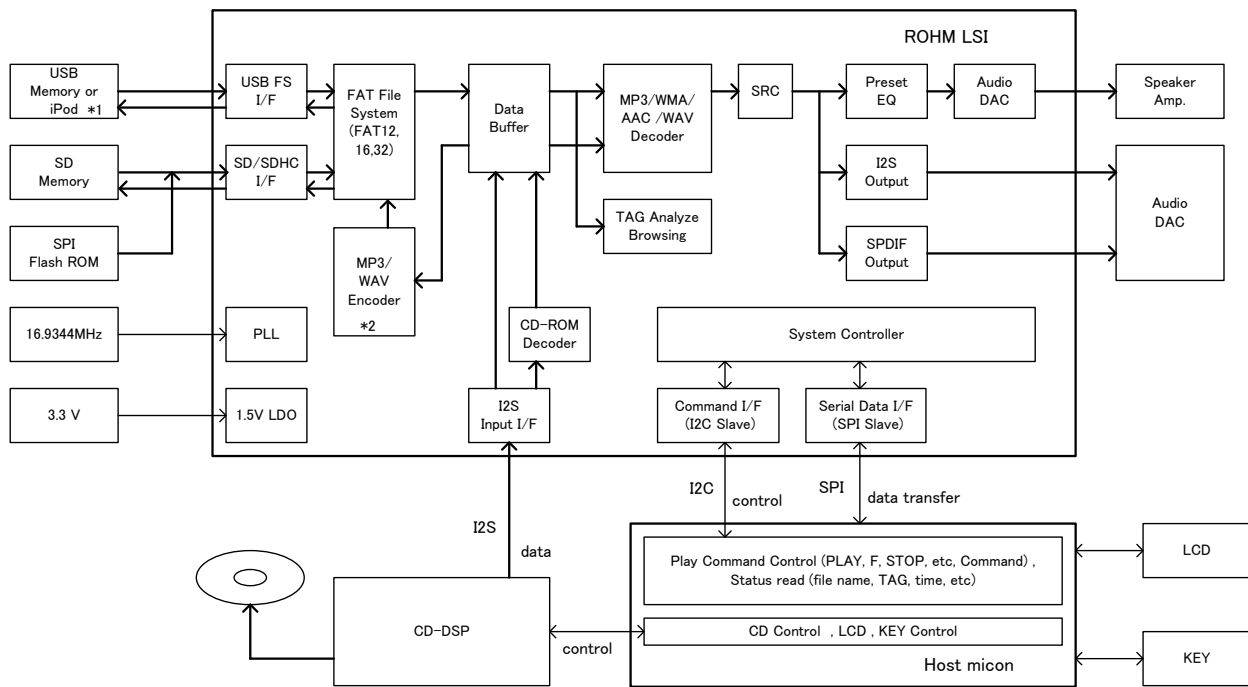 ROHM LSI
USB
Memory or
iPod *1
USB FS
I/F
FAT File
System
(FAT12,
16,32)
Data
Buffer
MP3/WMA/
AAC /WAV
Decoder
SRC
Preset
EQ
Audio
DAC
Speaker
Amp.
SD
Memory
SD/SDHC
I/F
I2S
Output
Audio
DAC
SPI
Flash ROM
MP3/
WAV
Encoder
*2
TAG Analyze
Browsing
SPDIF
Output
16.9344MHz
PLL
CD-ROM
Decoder
System Controller
3.3 V
1.5V LDO
I2S
Input I/F
Command I/F
(I2C Slave)
Serial Data I/F
(SPI Slave)
I2C
control
SPI
data transfer
I2S
data
Play Command Control (PLAY, F, STOP, etc, Command) ,
Status read (file name, TAG, time, etc)
LCD
CD-DSP
control
CD Control , LCD , KEY Control
Host micon
KEY